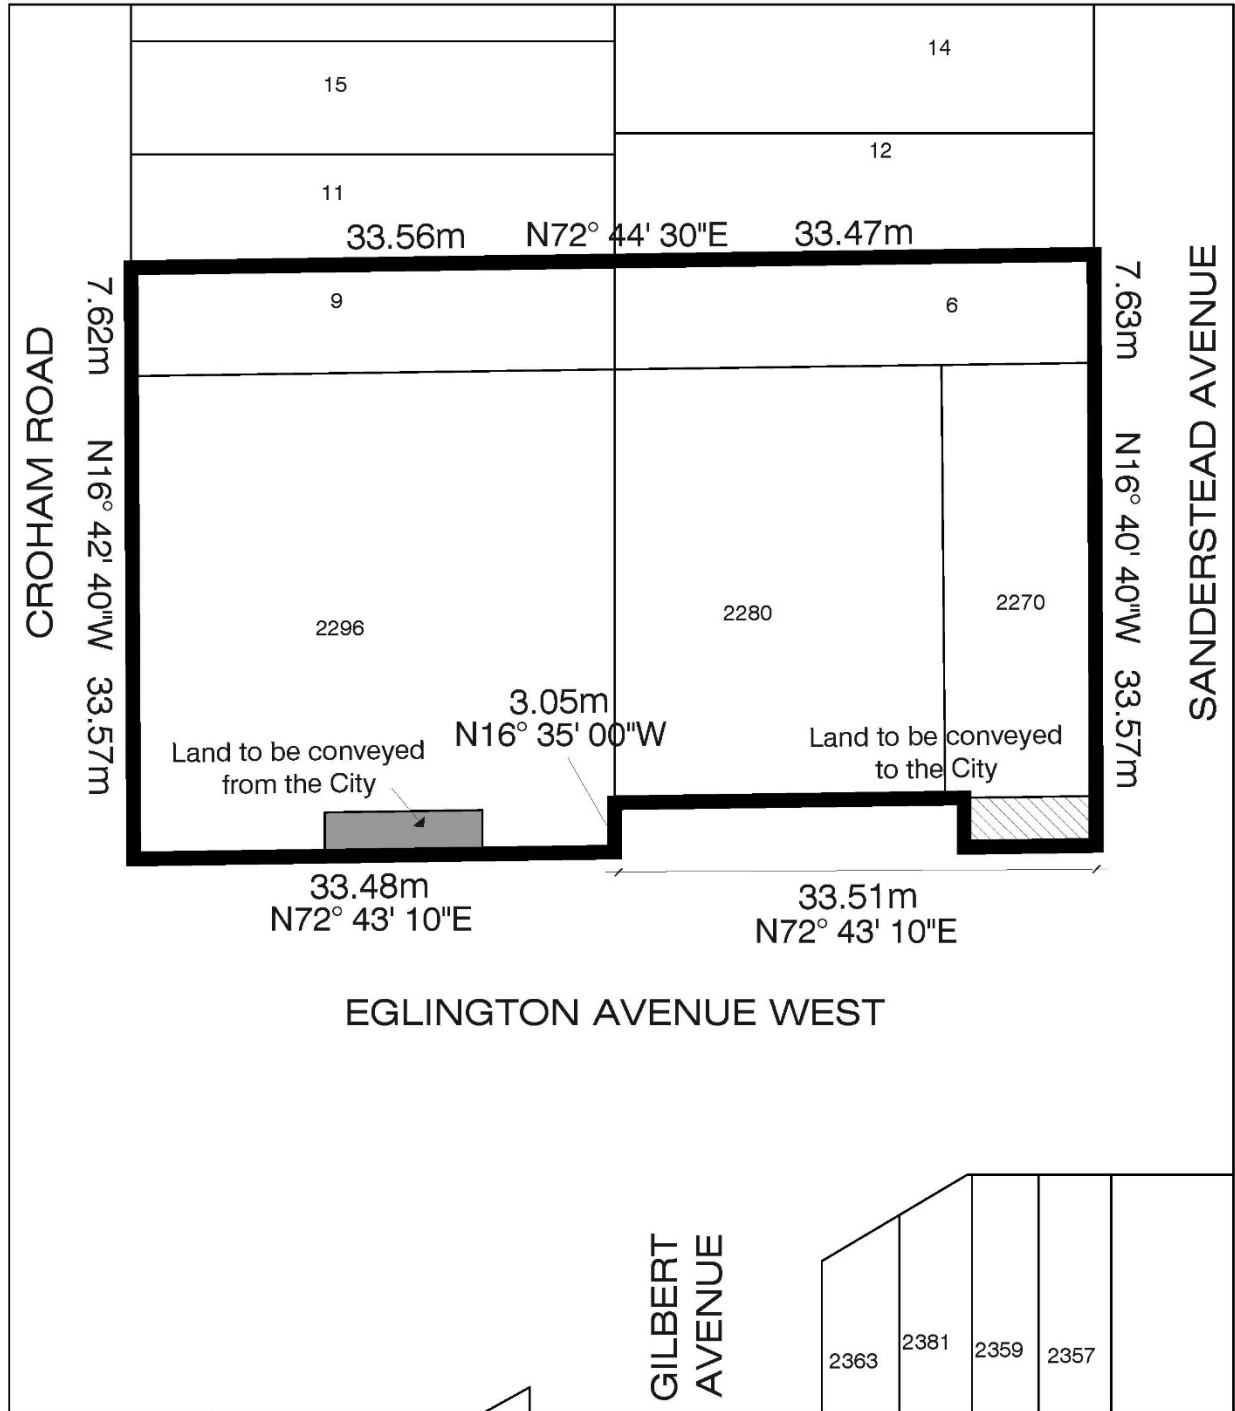 14
15
12
11
33.56m N72° 44' 30"E 33.47m
9
6
7.62m N16° 42' 40"W 33.57m
CROHAM ROAD
7.63m N16° 40' 40"W 33.57m
SANDERSTEAD AVENUE
2296
2280
2270
3.05m
N16° 35' 00"W
Land to be conveyed
from the City
Land to be conveyed
to the City
33.48m
N72° 43' 10"E
33.51m
N72° 43' 10"E
EGLINGTON AVENUE WEST
GILBERT
AVENUE
2363
2381
2359
2357